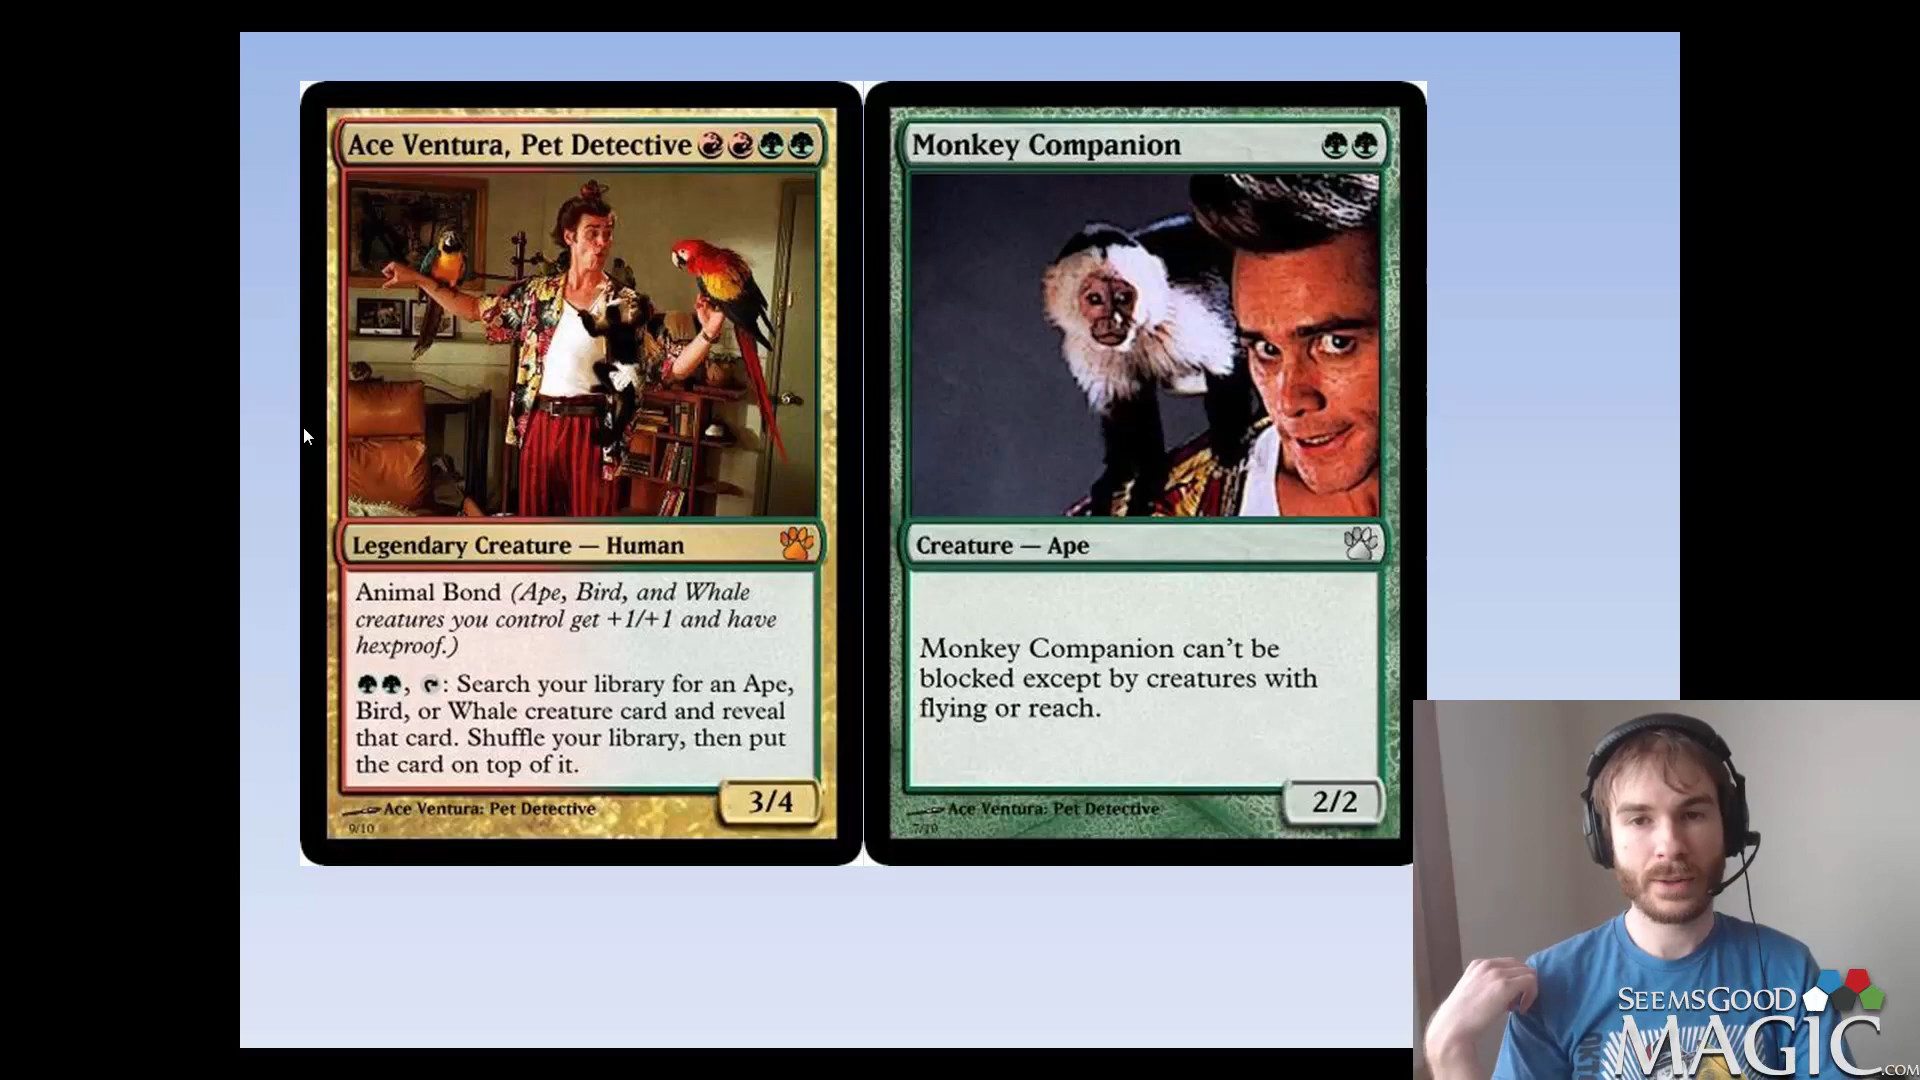 Ace Ventura, Pet Detective
Legendary Creature — Human
Animal Bond (Ape, Bird, and Whale
creatures you control get +1/+1 and have
hexproof.)
, : Search your library for an Ape,
Bird, or Whale creature card and reveal
that card. Shuffle your library, then put
the card on top of it.
3/4
Ace Ventura: Pet Detective
9/10
Monkey Companion
Creature — Ape
Monkey Companion can't be
blocked except by creatures with
flying or reach.
2/2
Ace Ventura: Pet Detective
7/10
SEEMSGOOD
MAGIC.COM